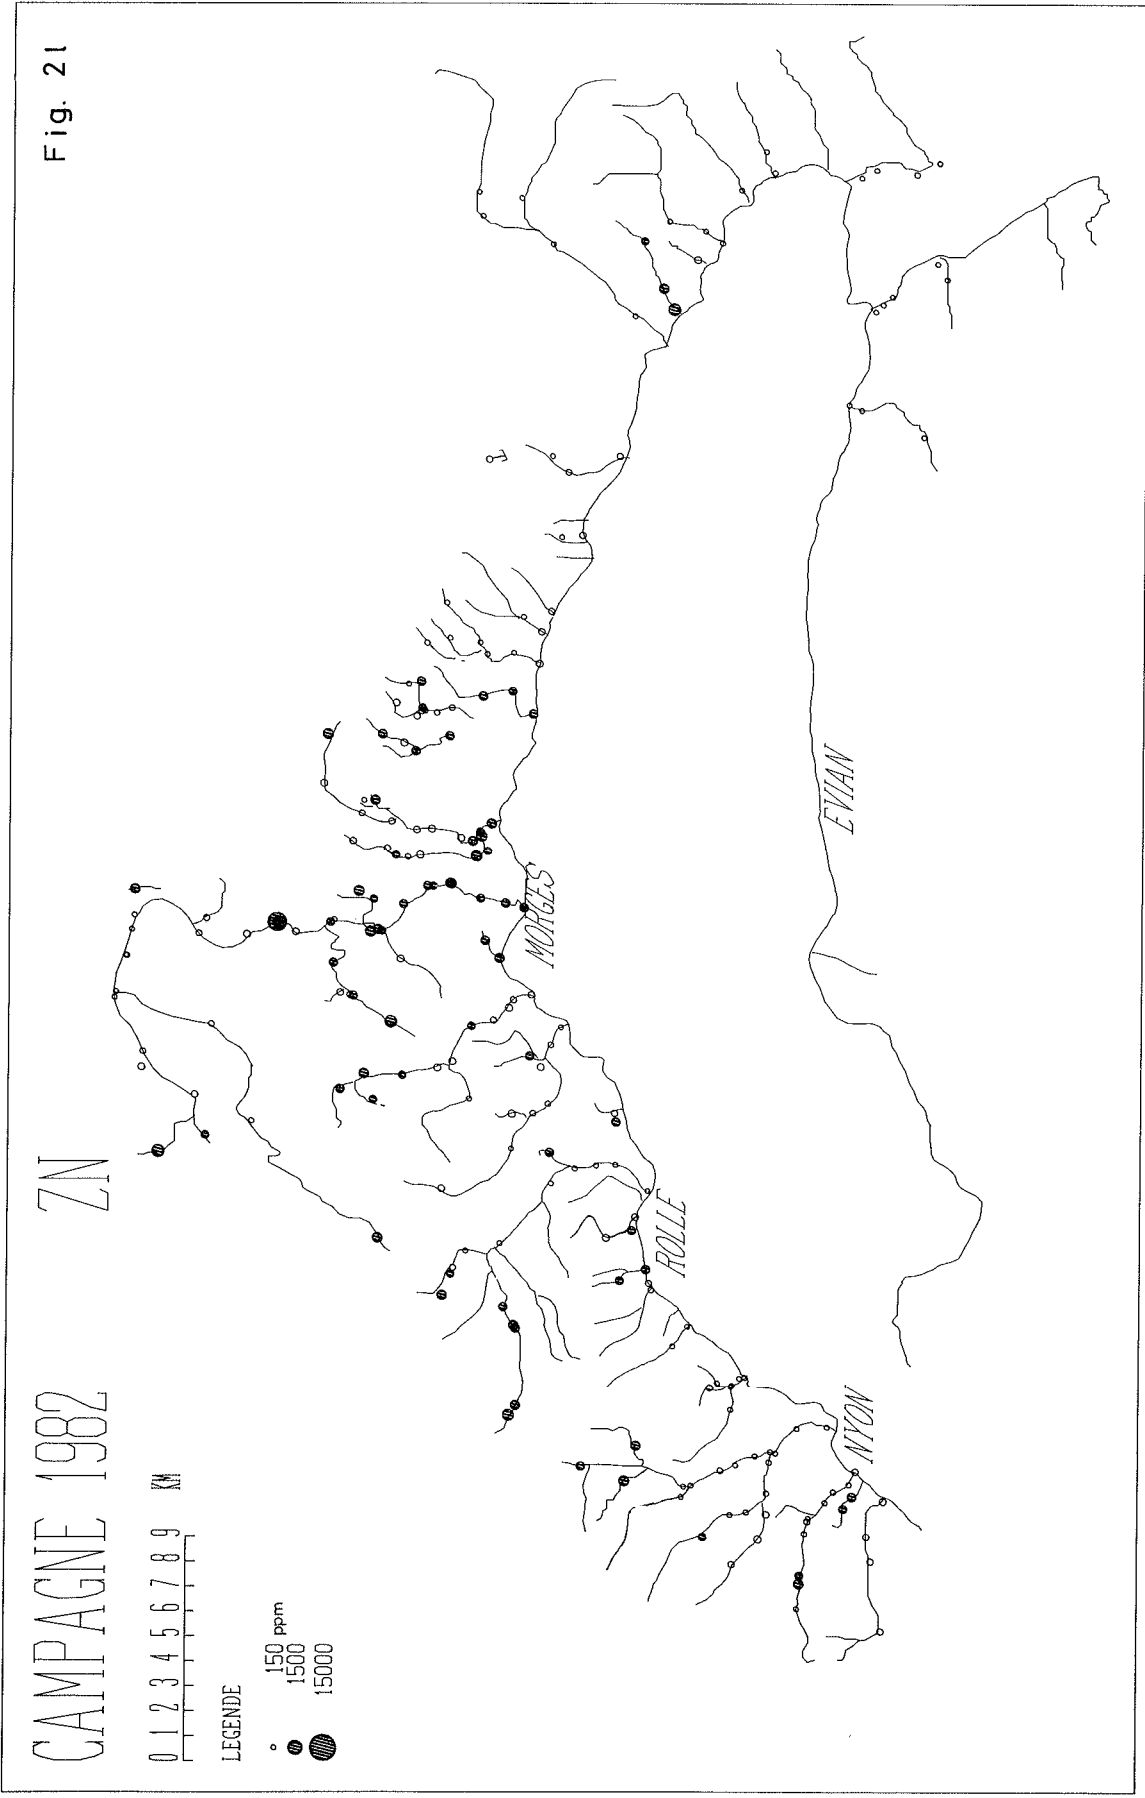 Fig. 21
CAMPAGNE 1982 ZN
0 1 2 3 4 5 6 7 8 9 KM
LEGENDE
150 ppm
1500
15000
MORGES
ROLLE
NYON
EVIAN